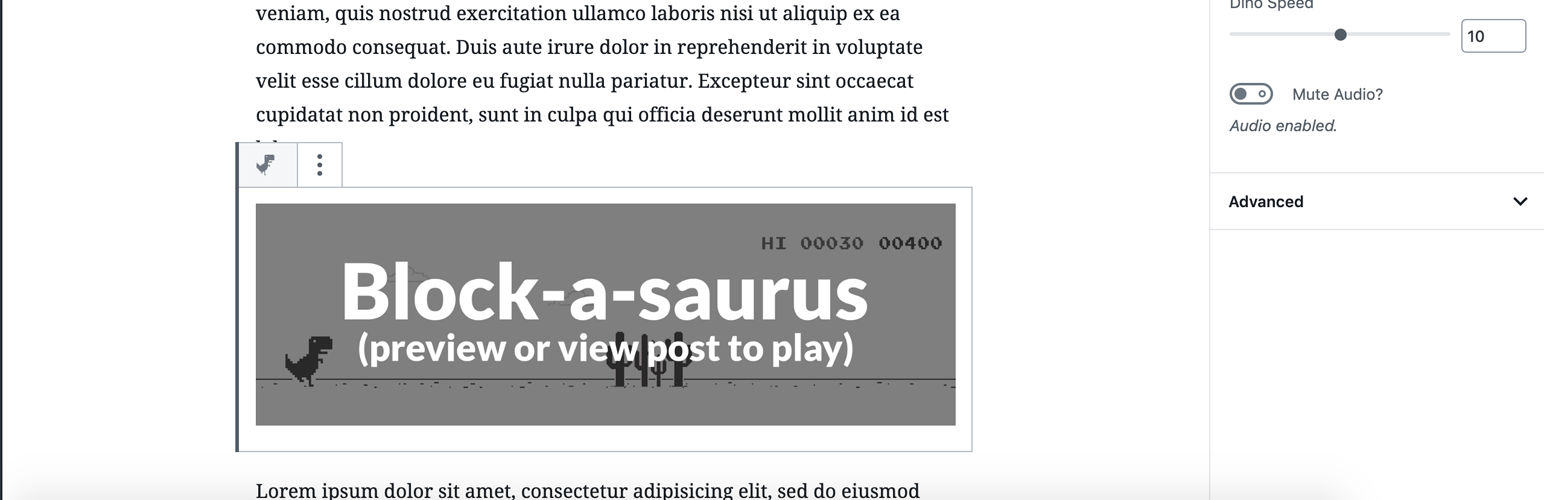 veniam, quis nostrud exercitation ullamco laboris nisi ut aliquip ex ea
commodo consequat. Duis aute irure dolor in reprehenderit in voluptate
velit esse cillum dolore eu fugiat nulla pariatur. Excepteur sint occaecat
cupidatat non proident, sunt in culpa qui officia deserunt mollit anim id est
HI 00030 00400
Block-a-saurus
(preview or view post to play)
Lorem ipsum dolor sit amet, consectetur adipisicing elit, sed do eiusmod
Dino Speed
10
Mute Audio?
Audio enabled.
Advanced